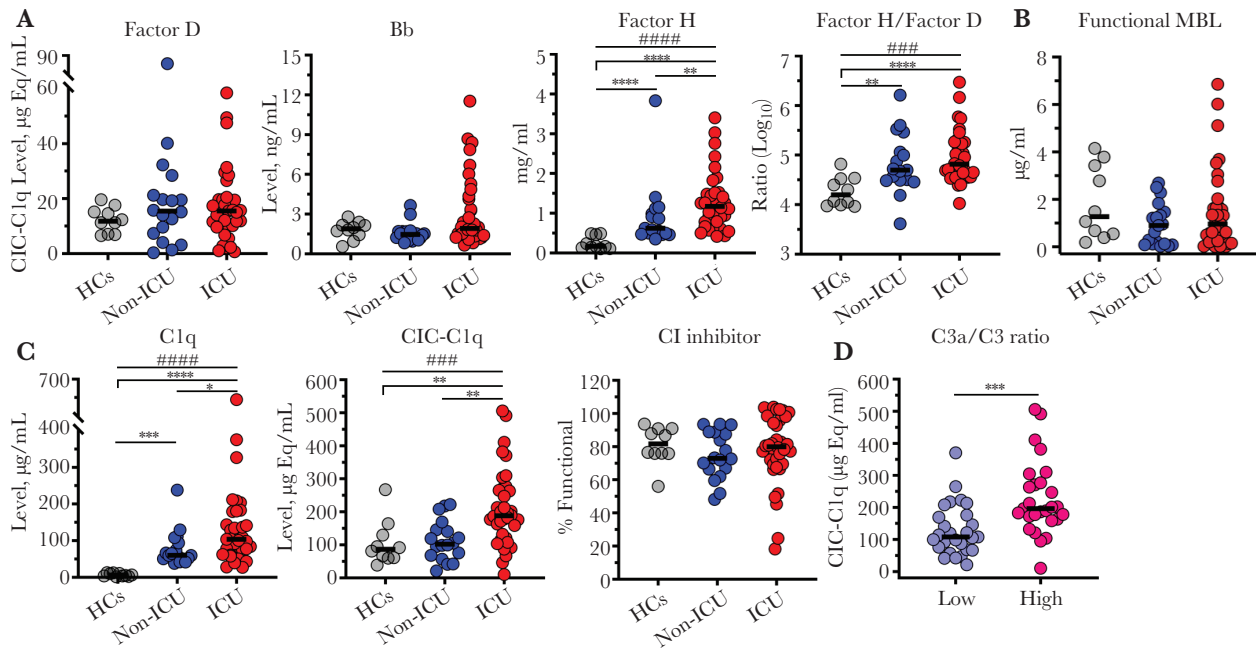 A
Factor D
Bb
Factor H
Factor H/Factor D
B
Functional MBL
CIC-C1q Level, µg Eq/mL
90
60
40
20
0
HCs
Non-ICU
ICU
Level, ng/mL
15
12
9
6
3
0
HCs
Non-ICU
ICU
mg/ml
5
4
3
2
1
0
####
****
****
**
HCs
Non-ICU
ICU
Ratio (Log10)
7
6
5
4
3
###
****
**
HCs
Non-ICU
ICU
µg/ml
8
6
4
2
0
HCs
Non-ICU
ICU
C
C1q
CIC-C1q
CI inhibitor
D
C3a/C3 ratio
Level, µg/mL
700
400
300
200
100
0
####
****
*
***
HCs
Non-ICU
ICU
Level, µg Eq/mL
600
500
400
300
200
100
0
###
**
**
HCs
Non-ICU
ICU
% Functional
120
100
80
60
40
20
0
HCs
Non-ICU
ICU
CIC-C1q (µg Eq/ml)
600
500
400
300
200
100
0
***
Low
High